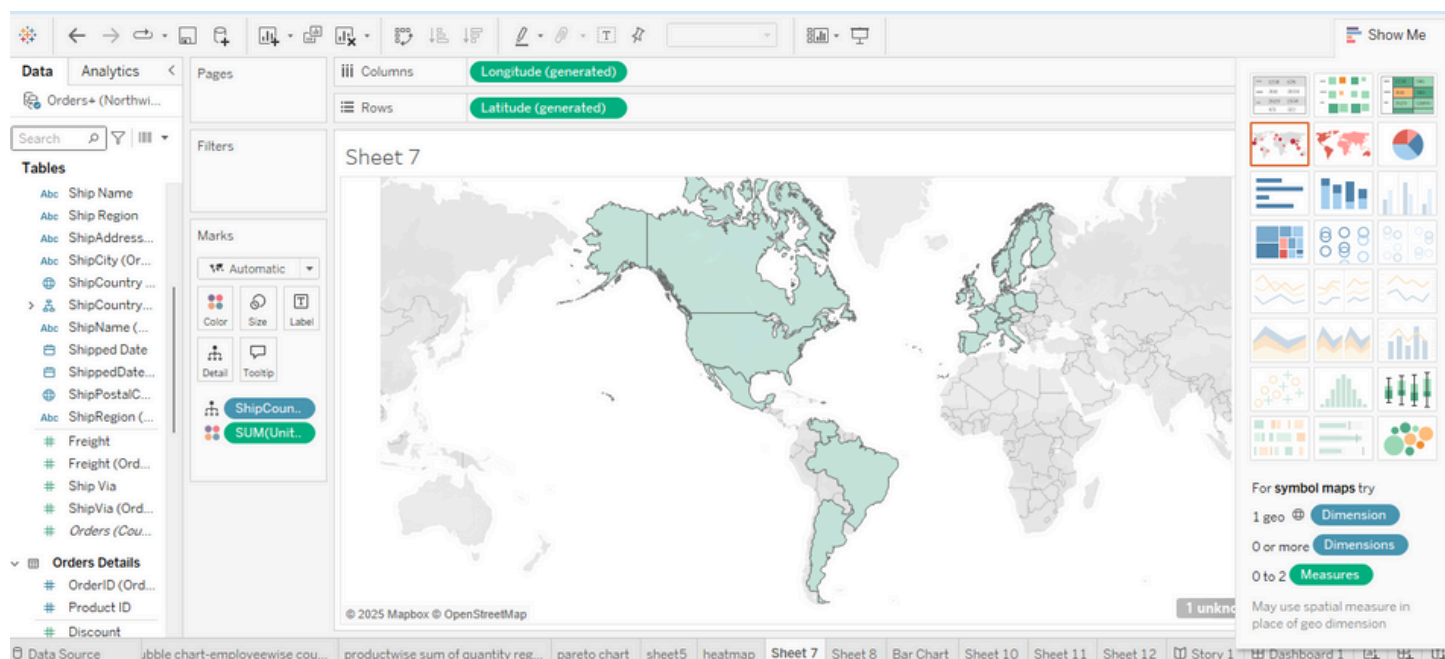 Show Me
Data Analytics
Orders+ (Northwi...
Search
Tables
Abc Ship Name
Abc Ship Region
Abc ShipAddress...
Abc ShipCity (Or...
ShipCountry ...
ShipCountry...
Abc ShipName (...
Shipped Date
ShippedDate...
ShipPostalC...
Abc ShipRegion (...
# Freight
# Freight (Ord...
# Ship Via
# ShipVia (Ord...
# Orders (Cou...
Orders Details
# OrderID (Ord...
# Product ID
# Discount
Pages
Filters
Marks
Automatic
Color Size Label
Detail Tooltip
ShipCoun..
SUM(Unit..
Columns Longitude (generated)
Rows Latitude (generated)
Sheet 7
© 2025 Mapbox © OpenStreetMap
1 unkno
For symbol maps try
1 geo Dimension
0 or more Dimensions
0 to 2 Measures
May use spatial measure in
place of geo dimension
Data Source ubble chart-employeewise cou... productwise sum of quantity reg... pareto chart sheet5 heatmap Sheet 7 Sheet 8 Bar Chart Sheet 10 Sheet 11 Sheet 12 Story 1 Dashboard 1